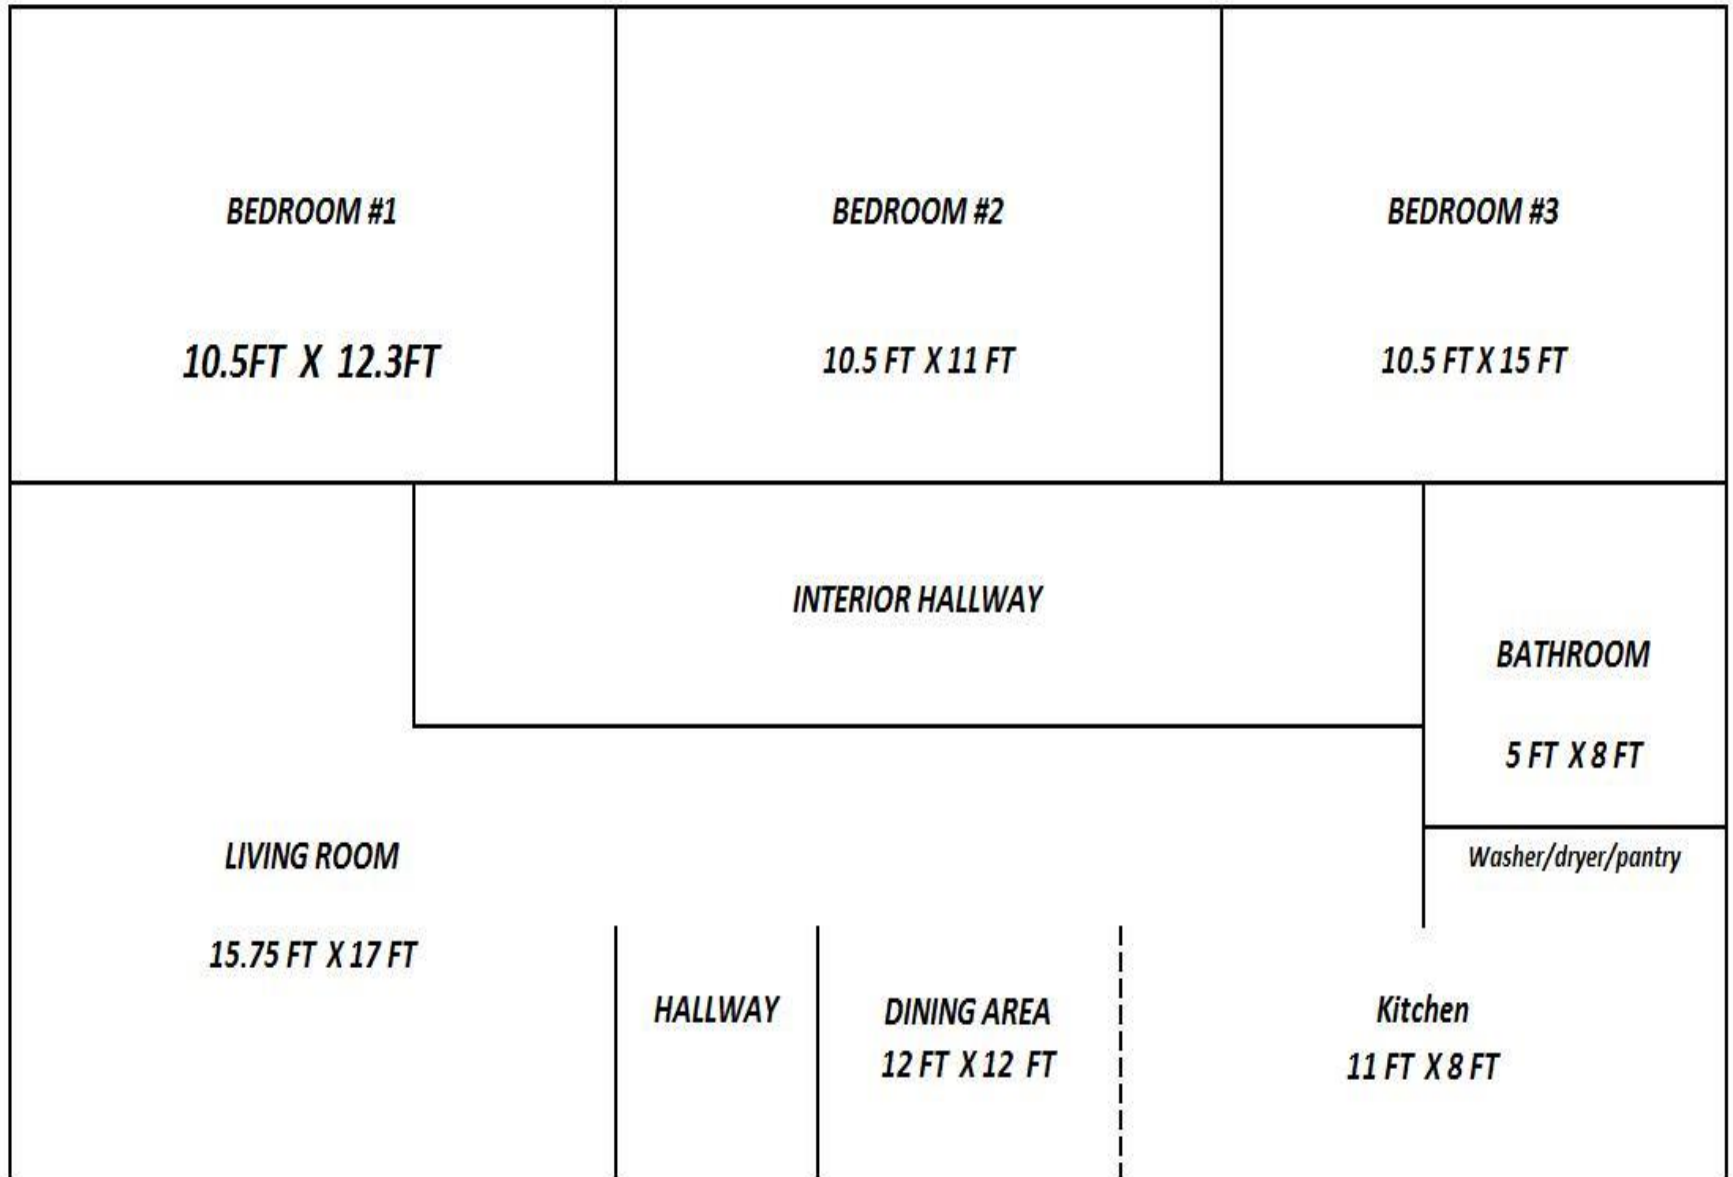 BEDROOM #1
BEDROOM #2
BEDROOM #3
10.5FT X 12.3FT
10.5 FT X 11 FT
10.5 FT X 15 FT
INTERIOR HALLWAY
BATHROOM
5 FT X 8 FT
LIVING ROOM
Washer/dryer/pantry
15.75 FT X 17 FT
HALLWAY
DINING AREA
Kitchen
12 FT X 12 FT
11 FT X 8 FT